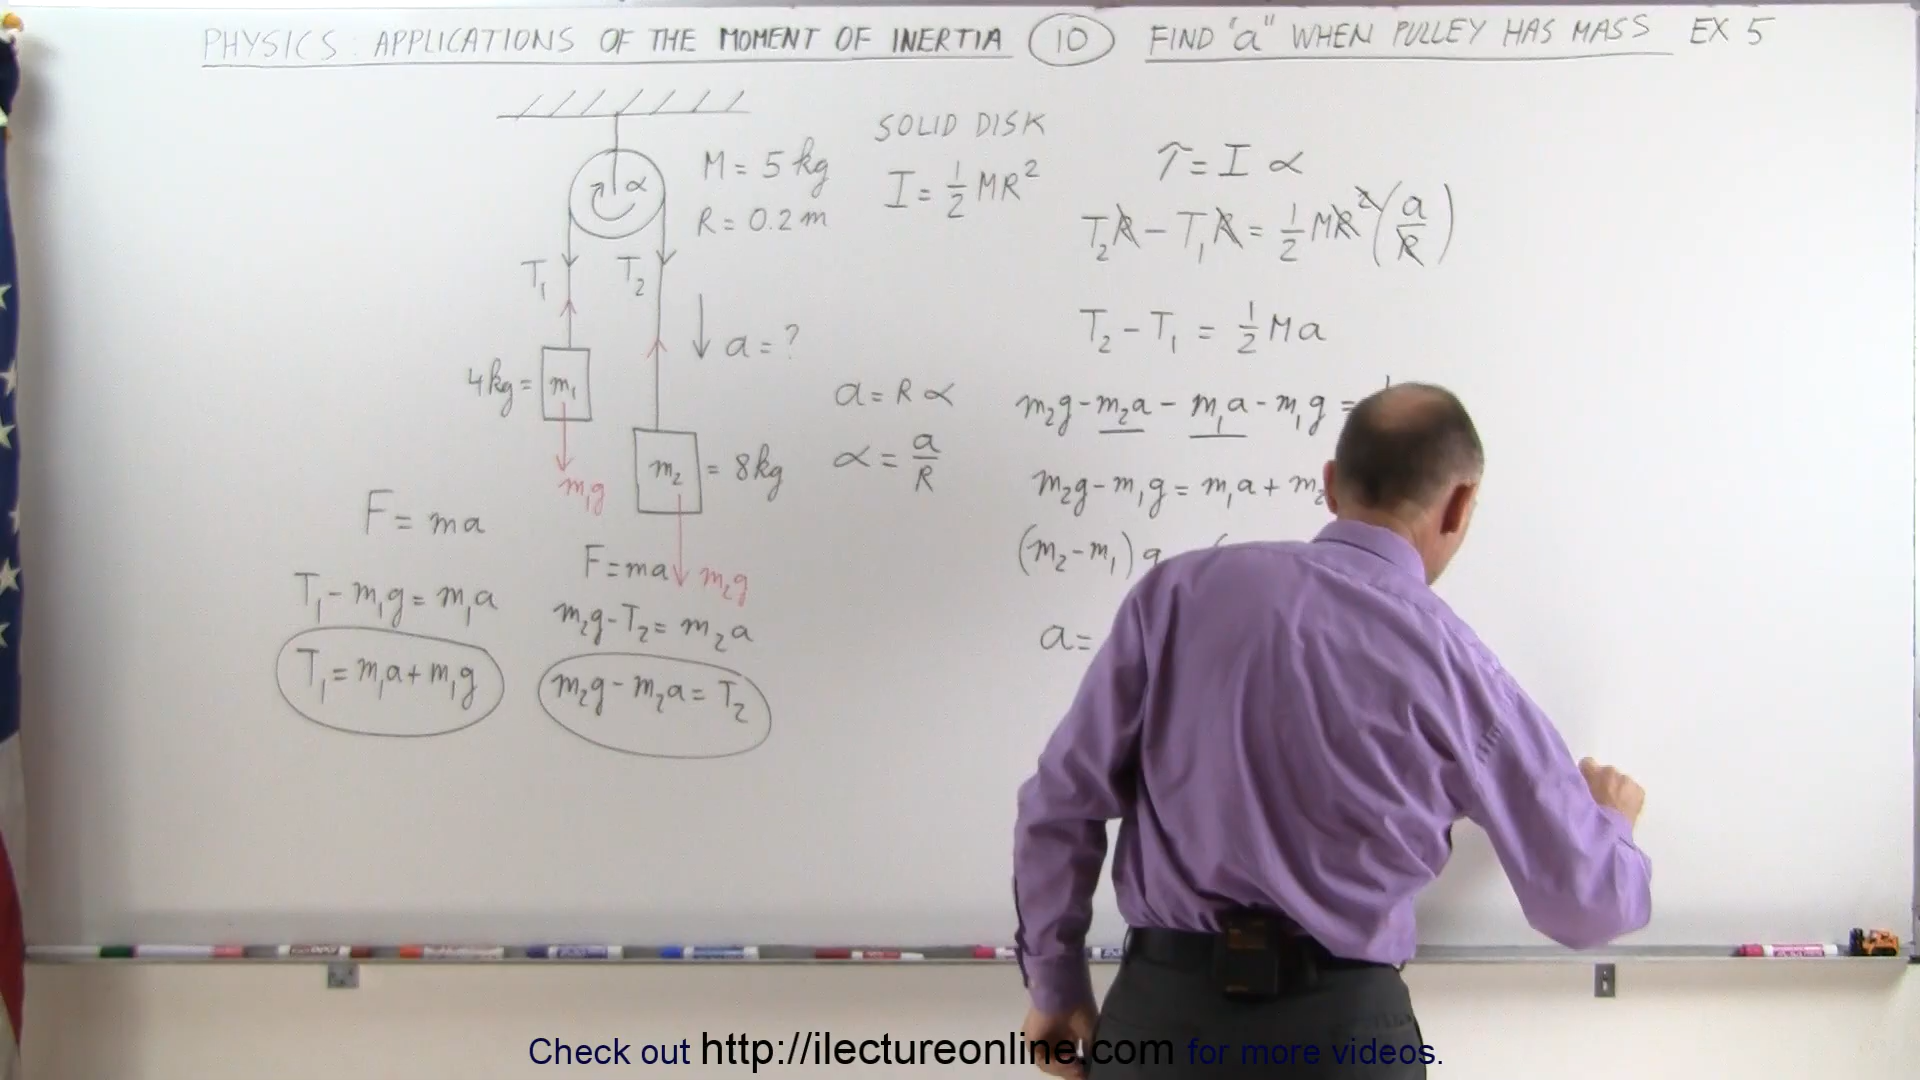 PHYSICS: APPLICATIONS OF THE MOMENT OF INERTIA 10 FIND "a" WHEN PULLEY HAS MASS EX 5
α
M = 5 kg
R = 0.2 m
SOLID DISK
I = ½ MR²
T₁ T₂
a = ?
4kg = m₁
m₁g
m₂ = 8kg
m₂g
a = R α
α = a/R
F = ma
T₁ - m₁g = m₁a
T₁ = m₁a + m₁g
F = ma
m₂g - T₂ = m₂a
m₂g - m₂a = T₂
τ = I α
T₂R - T₁R = ½ MR² (a/R)
T₂ - T₁ = ½ Ma
m₂g - m₂a - m₁a - m₁g =
m₂g - m₁g = m₁a + m₂
(m₂ - m₁) g
a =
Check out http://ilectureonline.com for more videos.